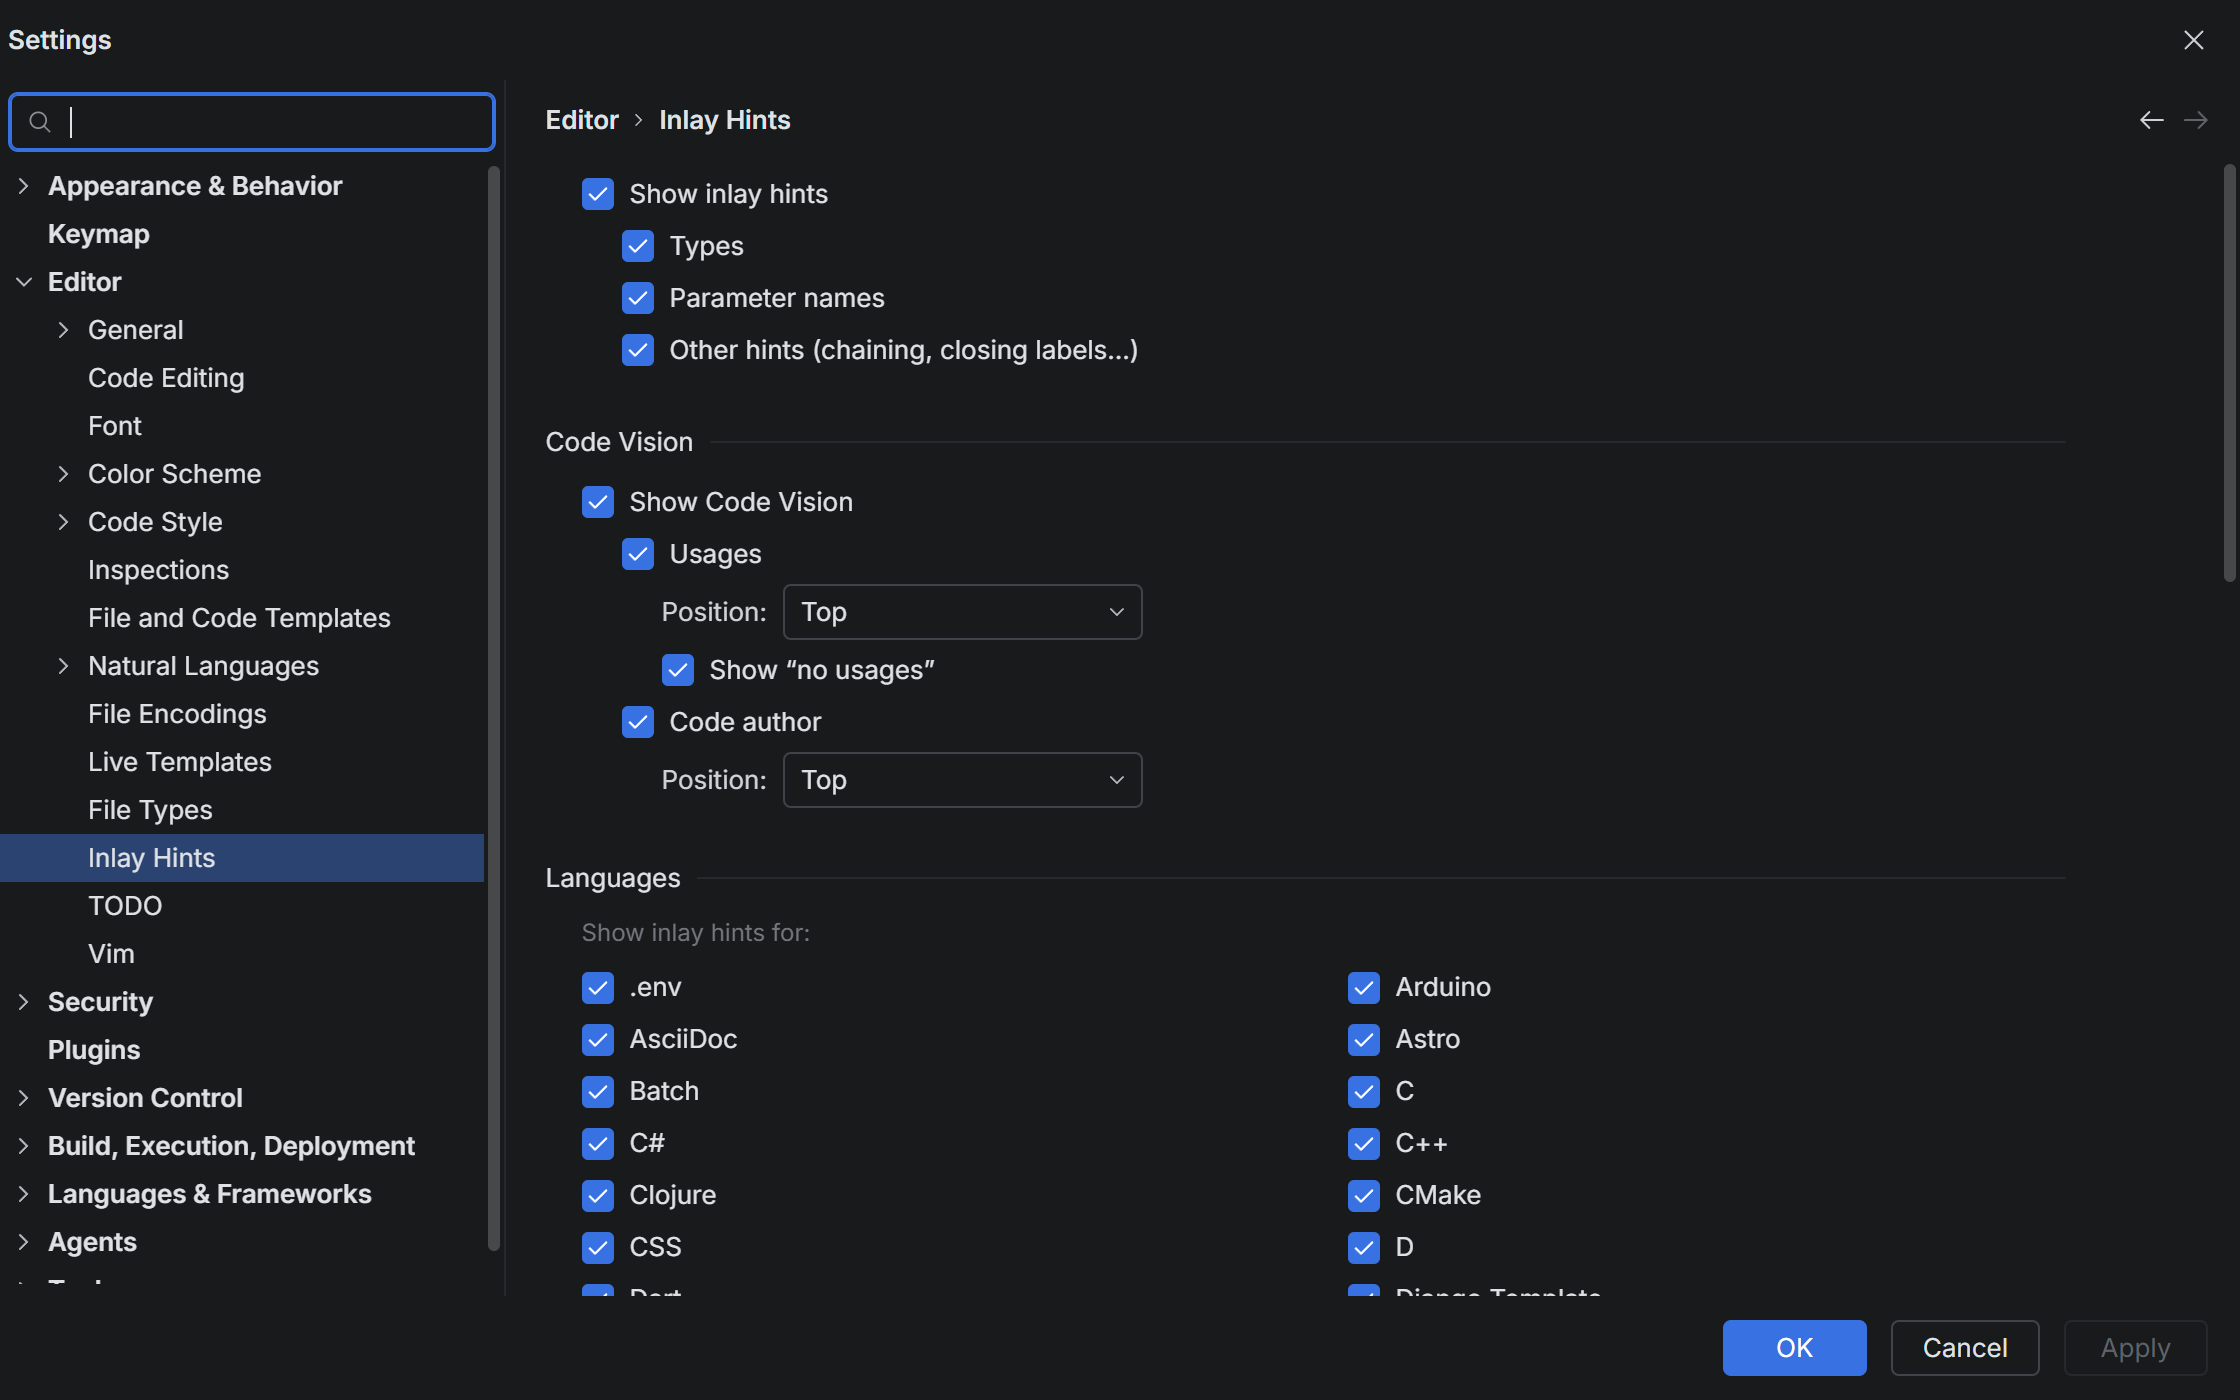 Settings
Appearance & Behavior
Keymap
Editor
General
Code Editing
Font
Color Scheme
Code Style
Inspections
File and Code Templates
Natural Languages
File Encodings
Live Templates
File Types
Inlay Hints
TODO
Vim
Security
Plugins
Version Control
Build, Execution, Deployment
Languages & Frameworks
Agents
Editor › Inlay Hints
Show inlay hints
Types
Parameter names
Other hints (chaining, closing labels...)
Code Vision
Show Code Vision
Usages
Position: Top
Show “no usages”
Code author
Position: Top
Languages
Show inlay hints for:
.env Arduino
AsciiDoc Astro
Batch C
C# C++
Clojure CMake
CSS D
Dart Django Template
OK Cancel Apply